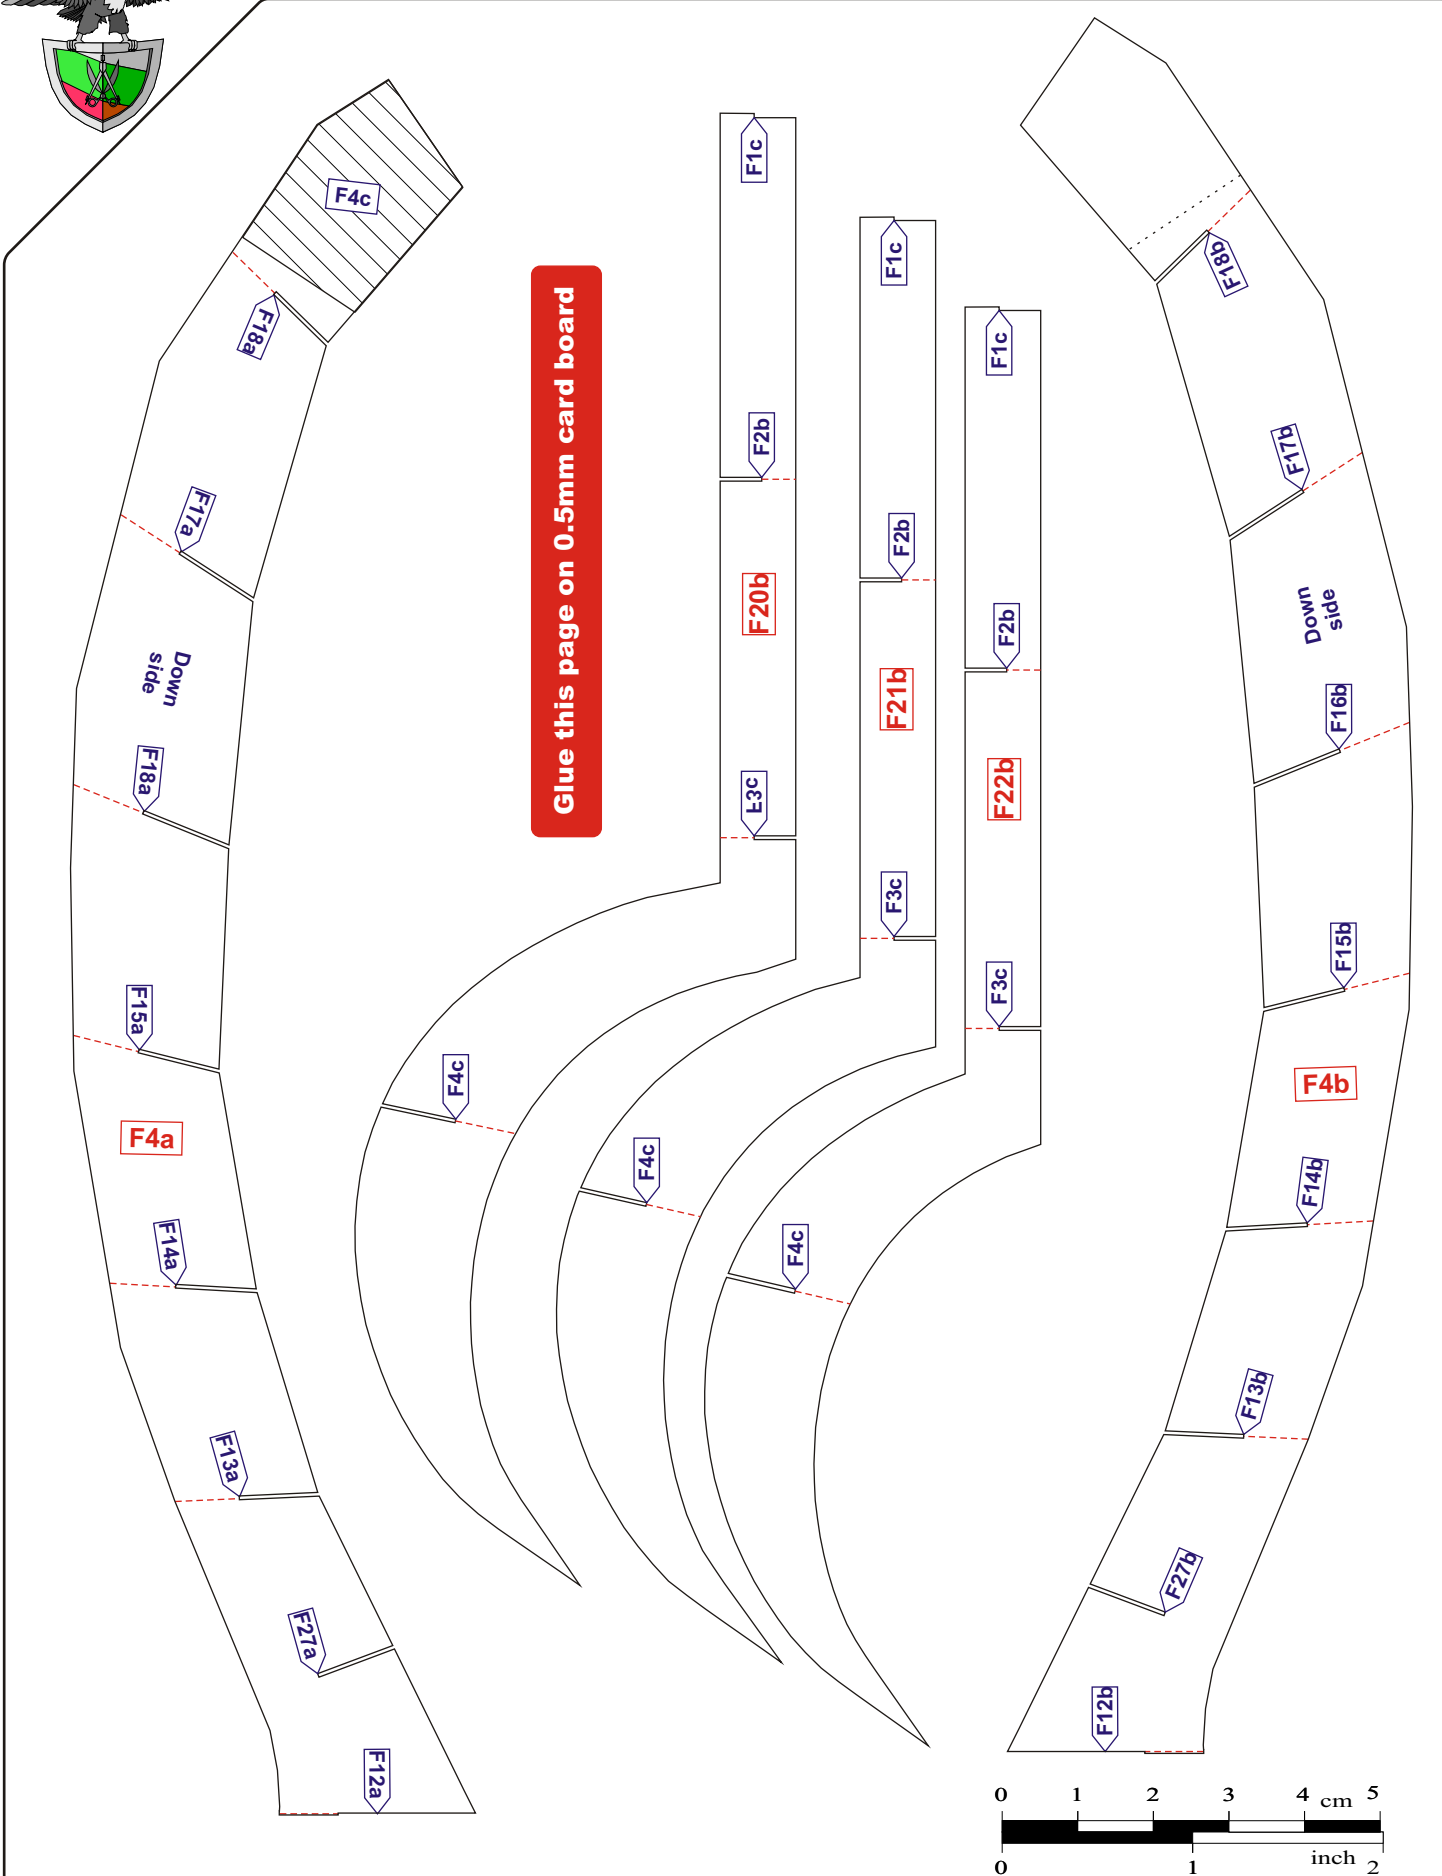 F4c
F18a
F17a
Down
side
F18a
F15a
F4a
F14a
F13a
F27a
F12a
Glue this page on 0.5mm card board
F1c
F2b
F20b
E3c
F4c
F1c
F2b
F21b
F3c
F4c
F1c
F2b
F22b
F3c
F4c
F18b
F17b
Down
side
F16b
F15b
F4b
F14b
F13b
F27b
F12b
0 1 2 3 4 cm 5
0 1 inch 2